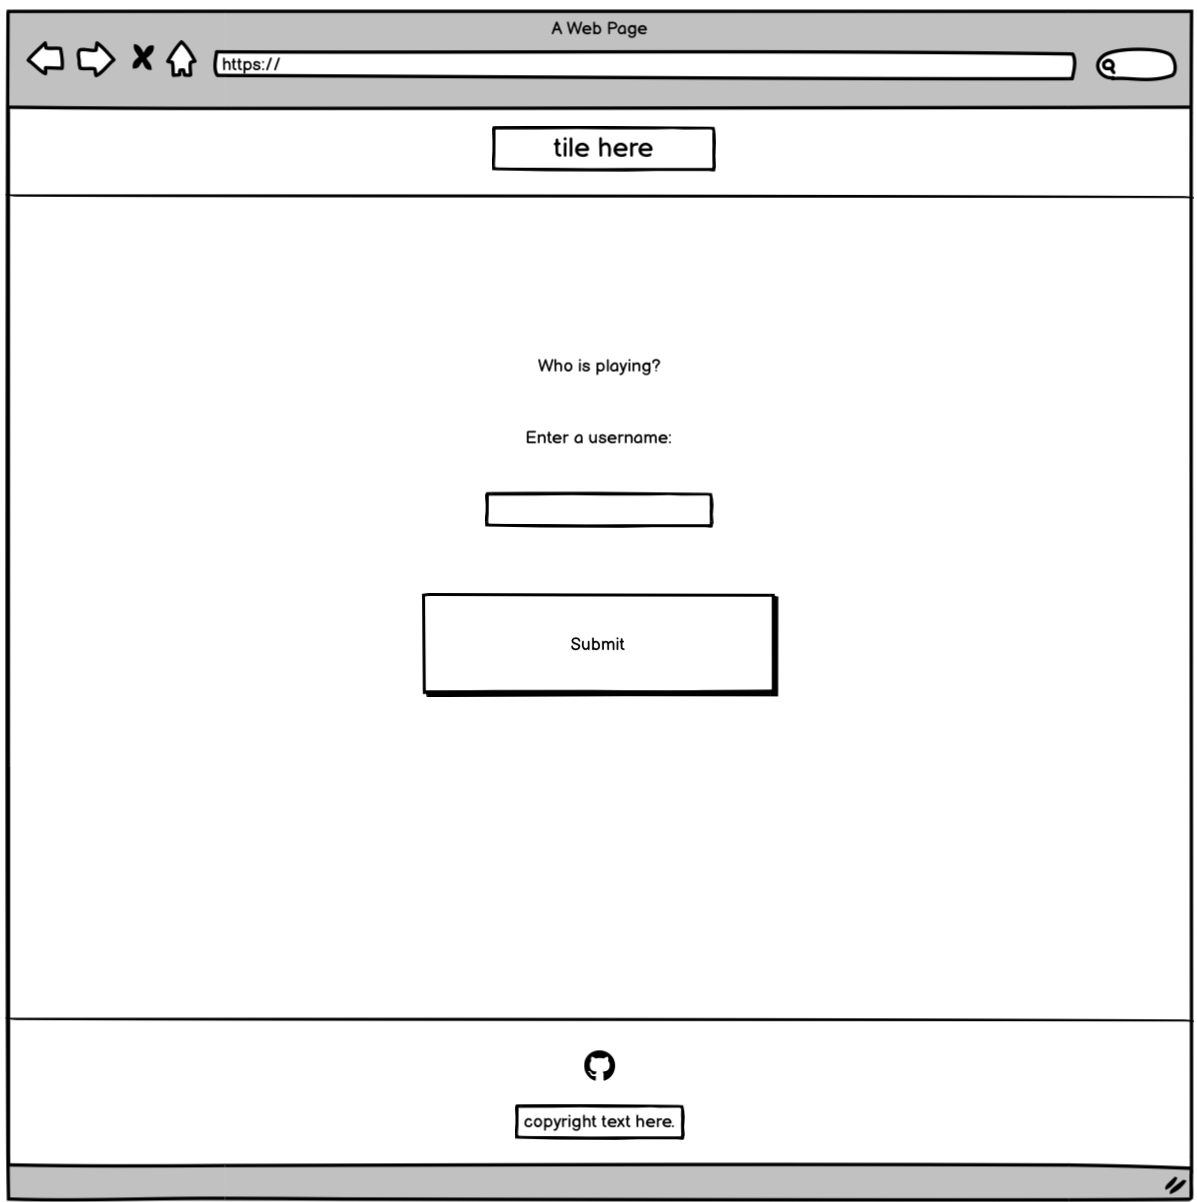 A Web Page
https://
tile here
Who is playing?
Enter a username:
Submit
copyright text here.